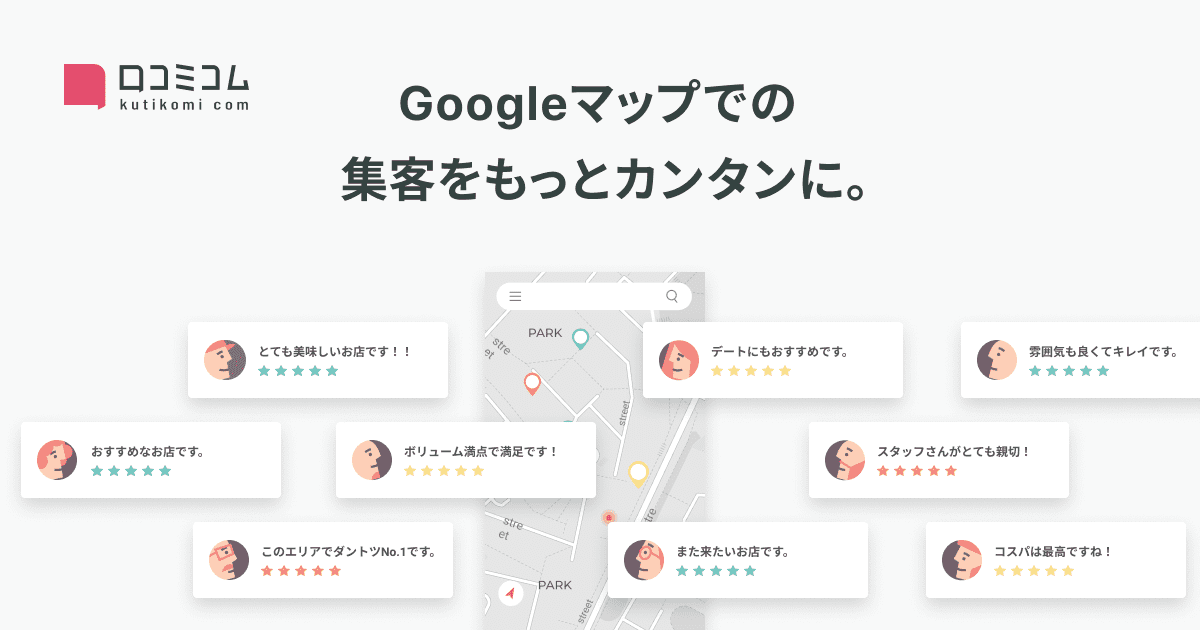 口コミコム
kutikomi com
Googleマップでの
集客をもっとカンタンに。
PARK
stre
et
street
とても美味しいお店です！！
デートにもおすすめです。
雰囲気も良くてキレイです。
おすすめなお店です。
ボリューム満点で満足です！
スタッフさんがとても親切！
stre
et
このエリアでダントツNo.1です。
また来たいお店です。
コスパは最高ですね！
PARK
street